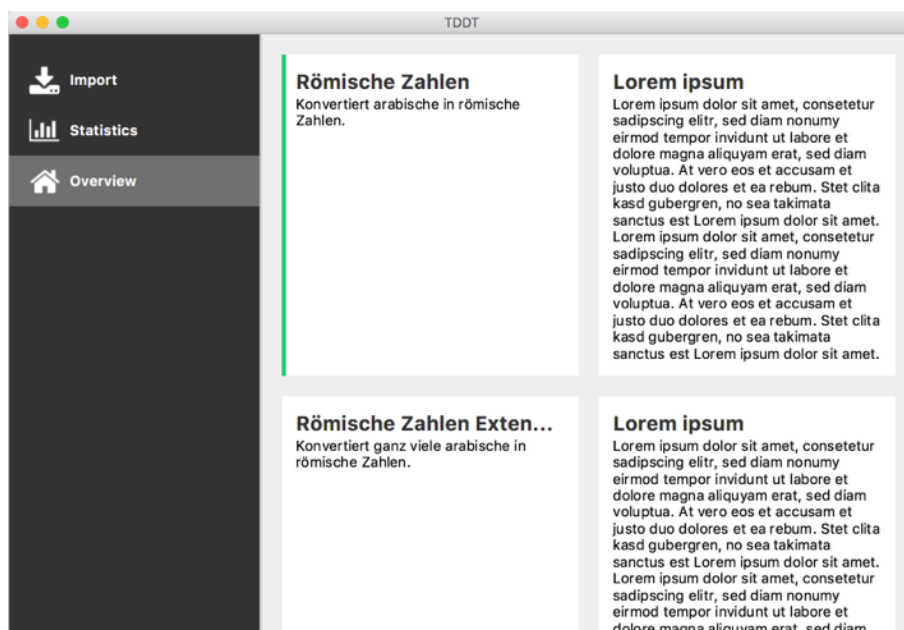 TDDT
Import
Statistics
Overview
Römische Zahlen
Konvertiert arabische in römische
Zahlen.
Lorem ipsum
Lorem ipsum dolor sit amet, consetetur
sadipscing elitr, sed diam nonumy
eirmod tempor invidunt ut labore et
dolore magna aliquyam erat, sed diam
voluptua. At vero eos et accusam et
justo duo dolores et ea rebum. Stet clita
kasd gubergren, no sea takimata
sanctus est Lorem ipsum dolor sit amet.
Lorem ipsum dolor sit amet, consetetur
sadipscing elitr, sed diam nonumy
eirmod tempor invidunt ut labore et
dolore magna aliquyam erat, sed diam
voluptua. At vero eos et accusam et
justo duo dolores et ea rebum. Stet clita
kasd gubergren, no sea takimata
sanctus est Lorem ipsum dolor sit amet.
Römische Zahlen Exten...
Konvertiert ganz viele arabische in
römische Zahlen.
Lorem ipsum
Lorem ipsum dolor sit amet, consetetur
sadipscing elitr, sed diam nonumy
eirmod tempor invidunt ut labore et
dolore magna aliquyam erat, sed diam
voluptua. At vero eos et accusam et
justo duo dolores et ea rebum. Stet clita
kasd gubergren, no sea takimata
sanctus est Lorem ipsum dolor sit amet.
Lorem ipsum dolor sit amet, consetetur
sadipscing elitr, sed diam nonumy
eirmod tempor invidunt ut labore et
dolore magna aliquyam erat, sed diam